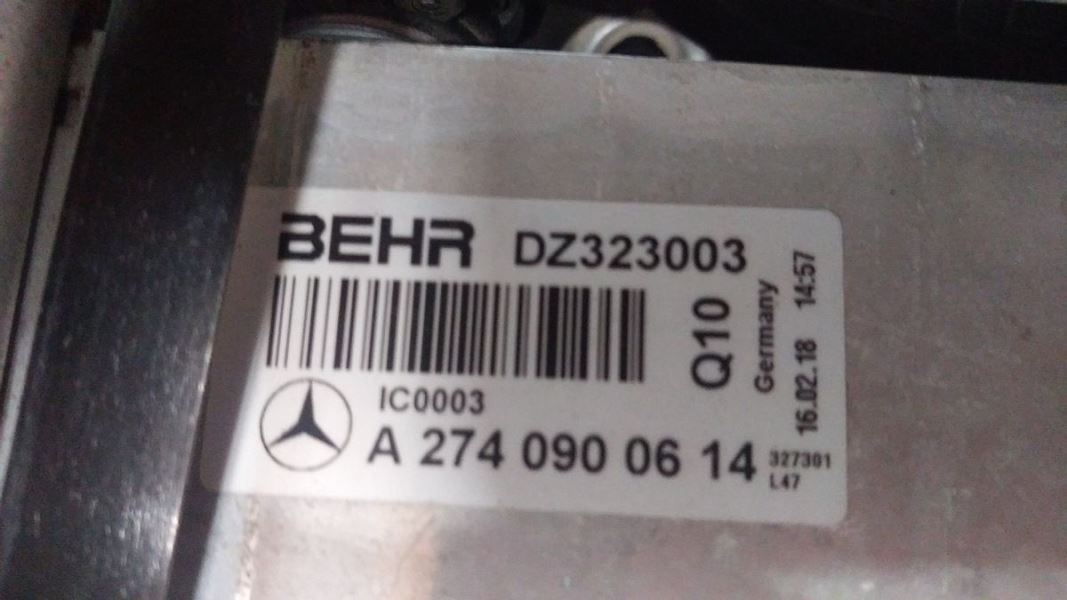 BEHR DZ323003
Q10
Germany
16.02.18 14:57
IC0003
A 274 090 06 14
327301
L47